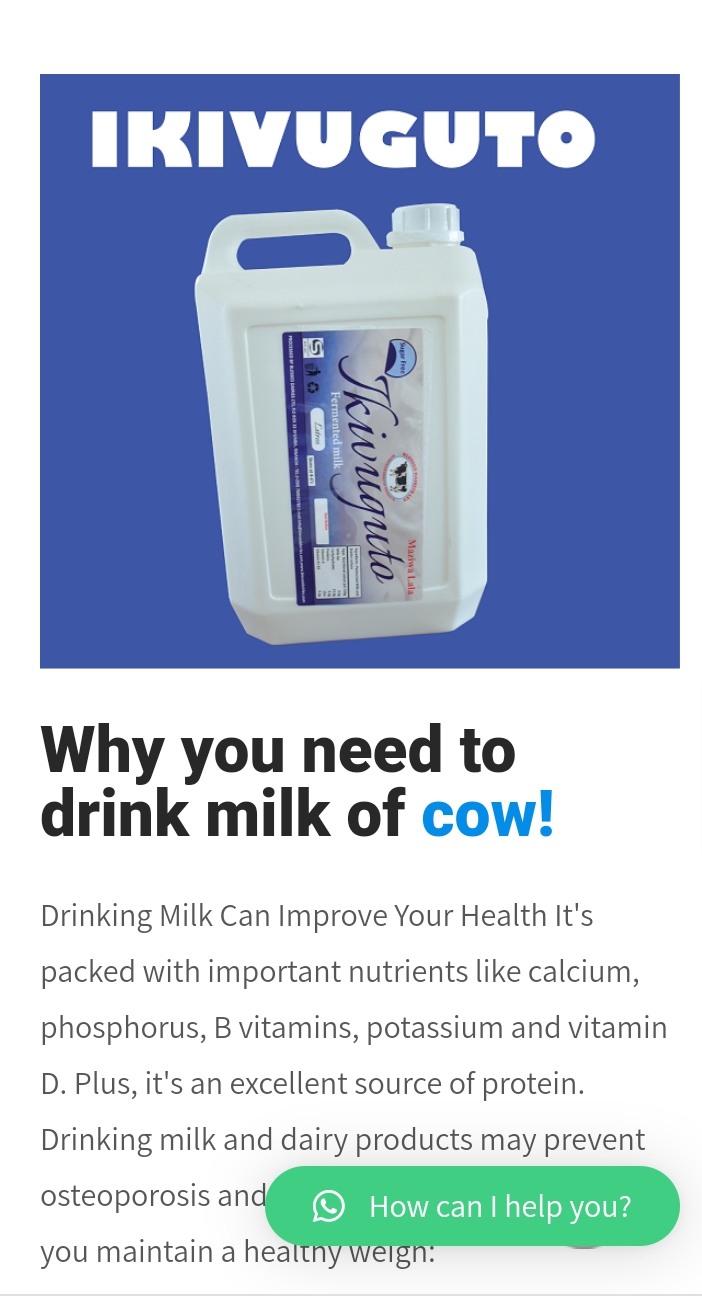 IKIVUGUTO
Sugar Free
Ikivuguto
Fermented milk
Maziwa Lala
Why you need to
drink milk of cow!
Drinking Milk Can Improve Your Health It's
packed with important nutrients like calcium,
phosphorus, B vitamins, potassium and vitamin
D. Plus, it's an excellent source of protein.
Drinking milk and dairy products may prevent
osteoporosis and
How can I help you?
you maintain a healthy weigh: